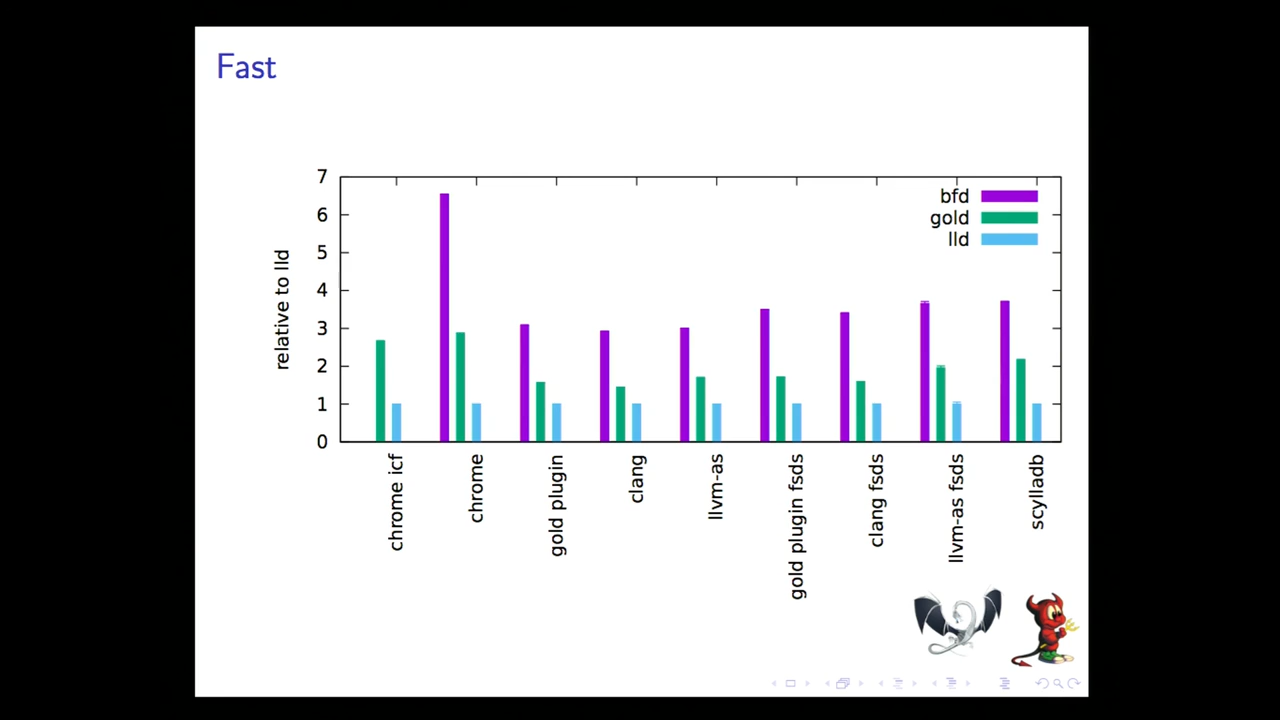 Fast
7
6
5
4
3
2
1
0
relative to lld
bfd
gold
lld
chrome icf
chrome
gold plugin
clang
llvm-as
gold plugin fsds
clang fsds
llvm-as fsds
scylladb